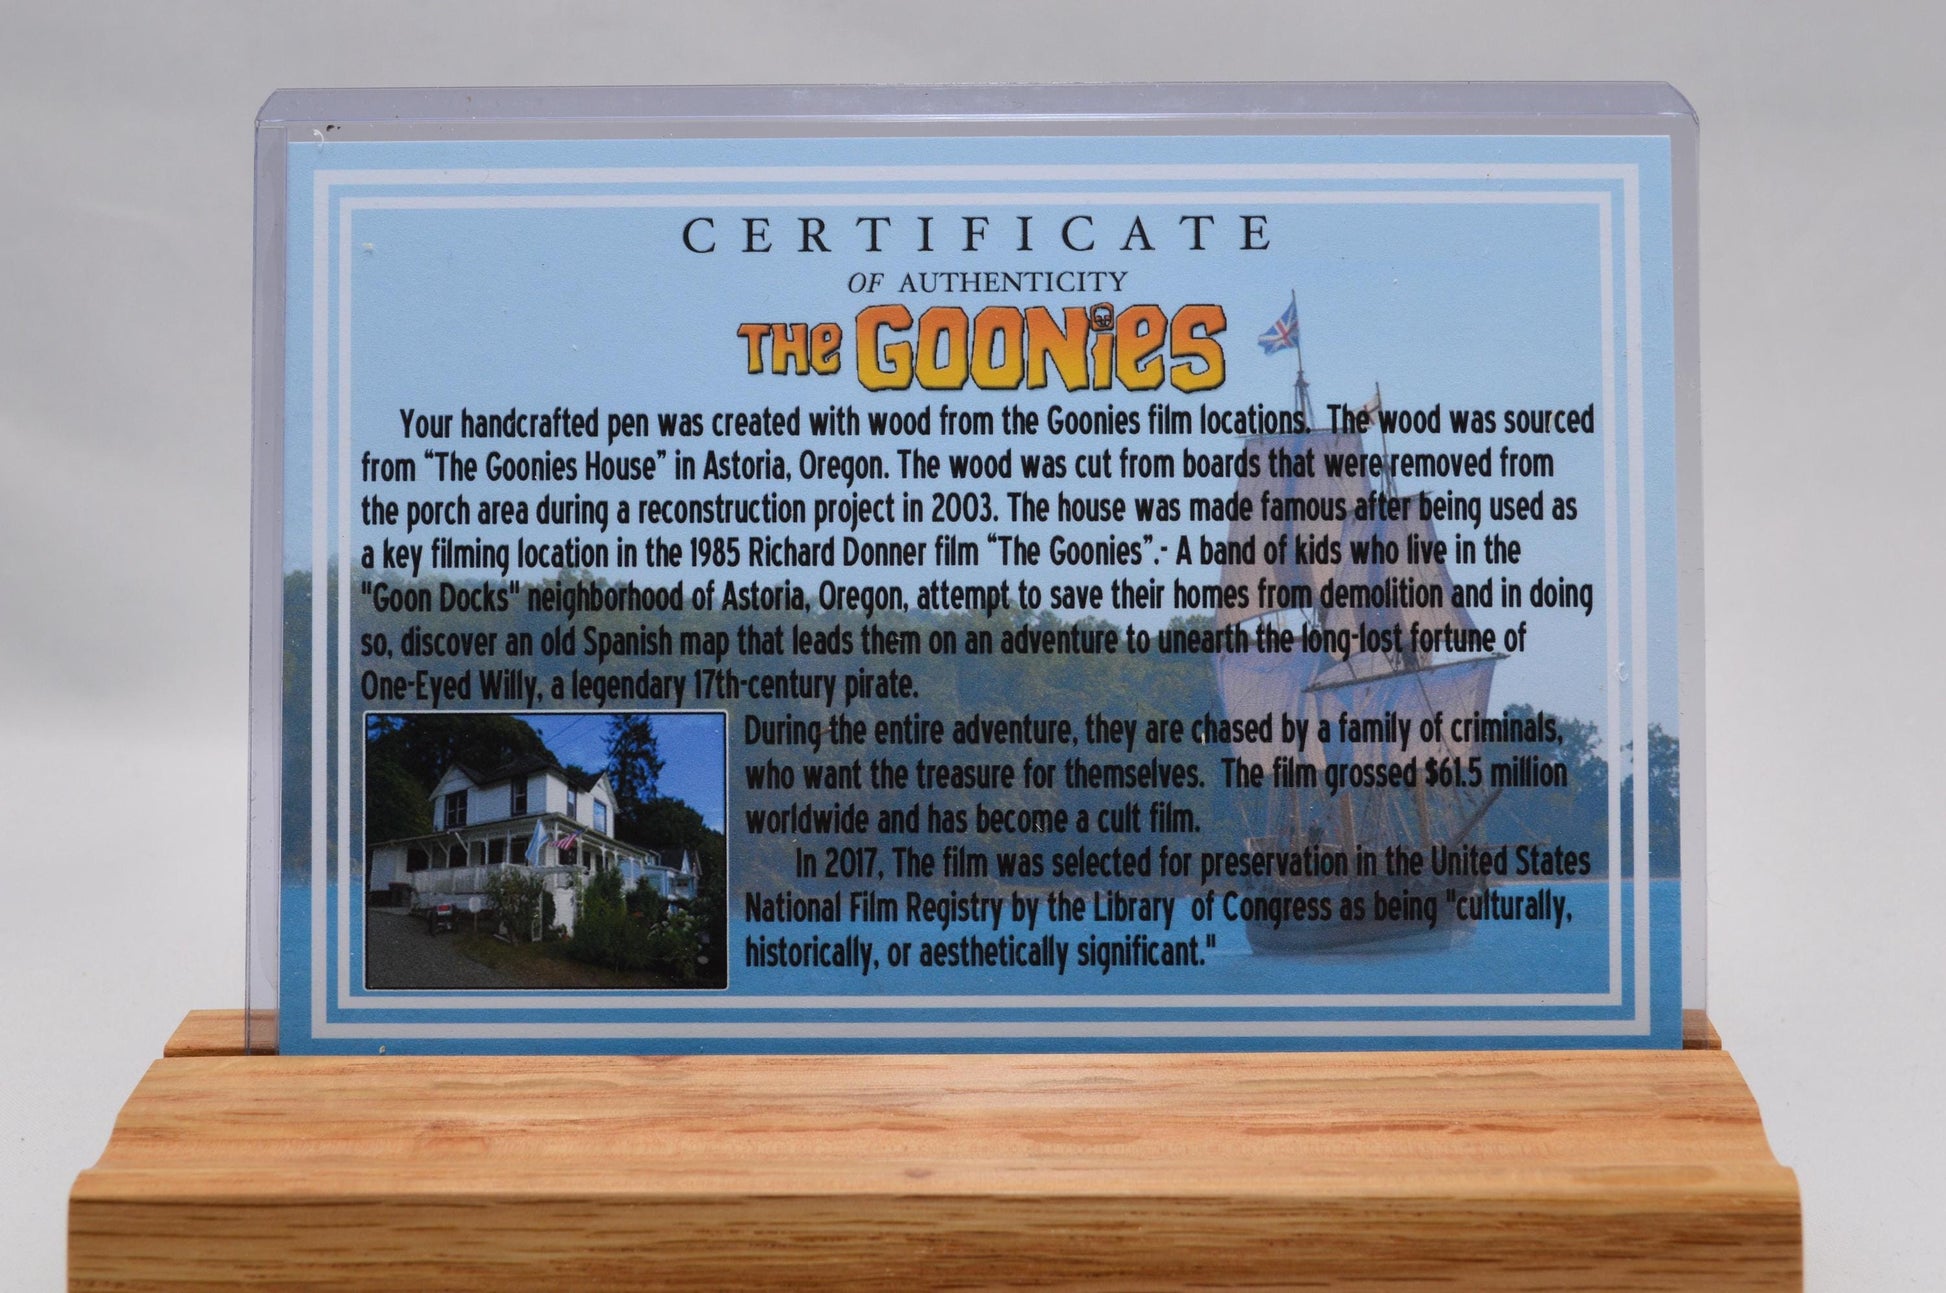 CERTIFICATE
OF AUTHENTICITY
THE GOONiES
Your handcrafted pen was created with wood from the Goonies film locations.  The wood was sourced
from “The Goonies House” in Astoria, Oregon. The wood was cut from boards that were removed from
the porch area during a reconstruction project in 2003. The house was made famous after being used as
a key filming location in the 1985 Richard Donner film “The Goonies”.- A band of kids who live in the
"Goon Docks" neighborhood of Astoria, Oregon, attempt to save their homes from demolition and in doing
so, discover an old Spanish map that leads them on an adventure to unearth the long-lost fortune of
One-Eyed Willy, a legendary 17th-century pirate.
During the entire adventure, they are chased by a family of criminals,
who want the treasure for themselves.  The film grossed $61.5 million
worldwide and has become a cult film.
In 2017, The film was selected for preservation in the United States
National Film Registry by the Library  of Congress as being "culturally,
historically, or aesthetically significant."